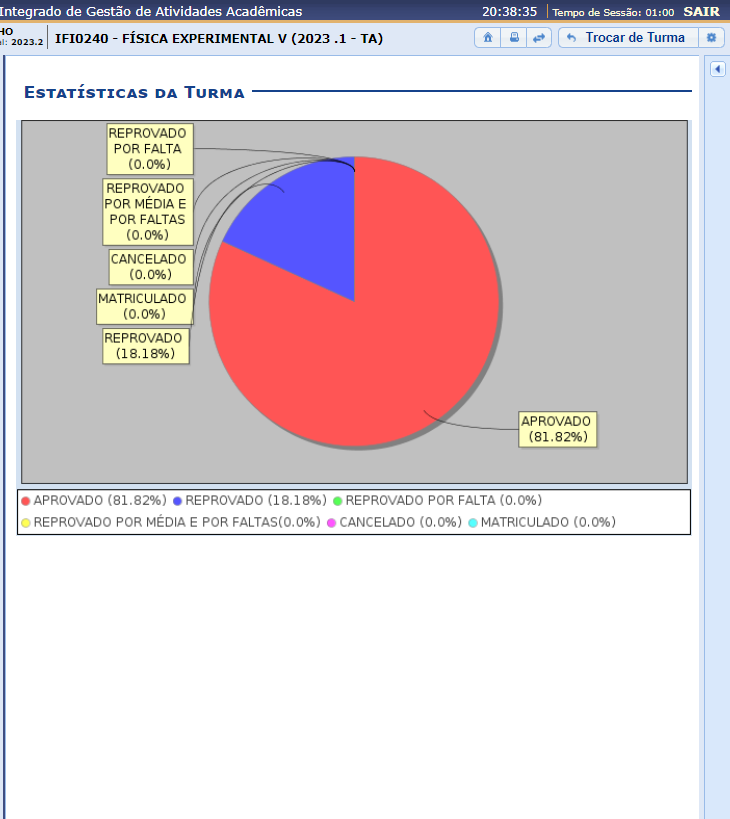 Integrado de Gestão de Atividades Acadêmicas 20:38:35 Tempo de Sessão: 01:00 SAIR
HO
el: 2023.2
IFI0240 - FÍSICA EXPERIMENTAL V (2023 .1 - TA)
Trocar de Turma
Estatísticas da Turma
REPROVADO
POR FALTA
(0.0%)
REPROVADO
POR MÉDIA E
POR FALTAS
(0.0%)
CANCELADO
(0.0%)
MATRICULADO
(0.0%)
REPROVADO
(18.18%)
APROVADO
(81.82%)
APROVADO (81.82%) REPROVADO (18.18%) REPROVADO POR FALTA (0.0%)
REPROVADO POR MÉDIA E POR FALTAS(0.0%) CANCELADO (0.0%) MATRICULADO (0.0%)